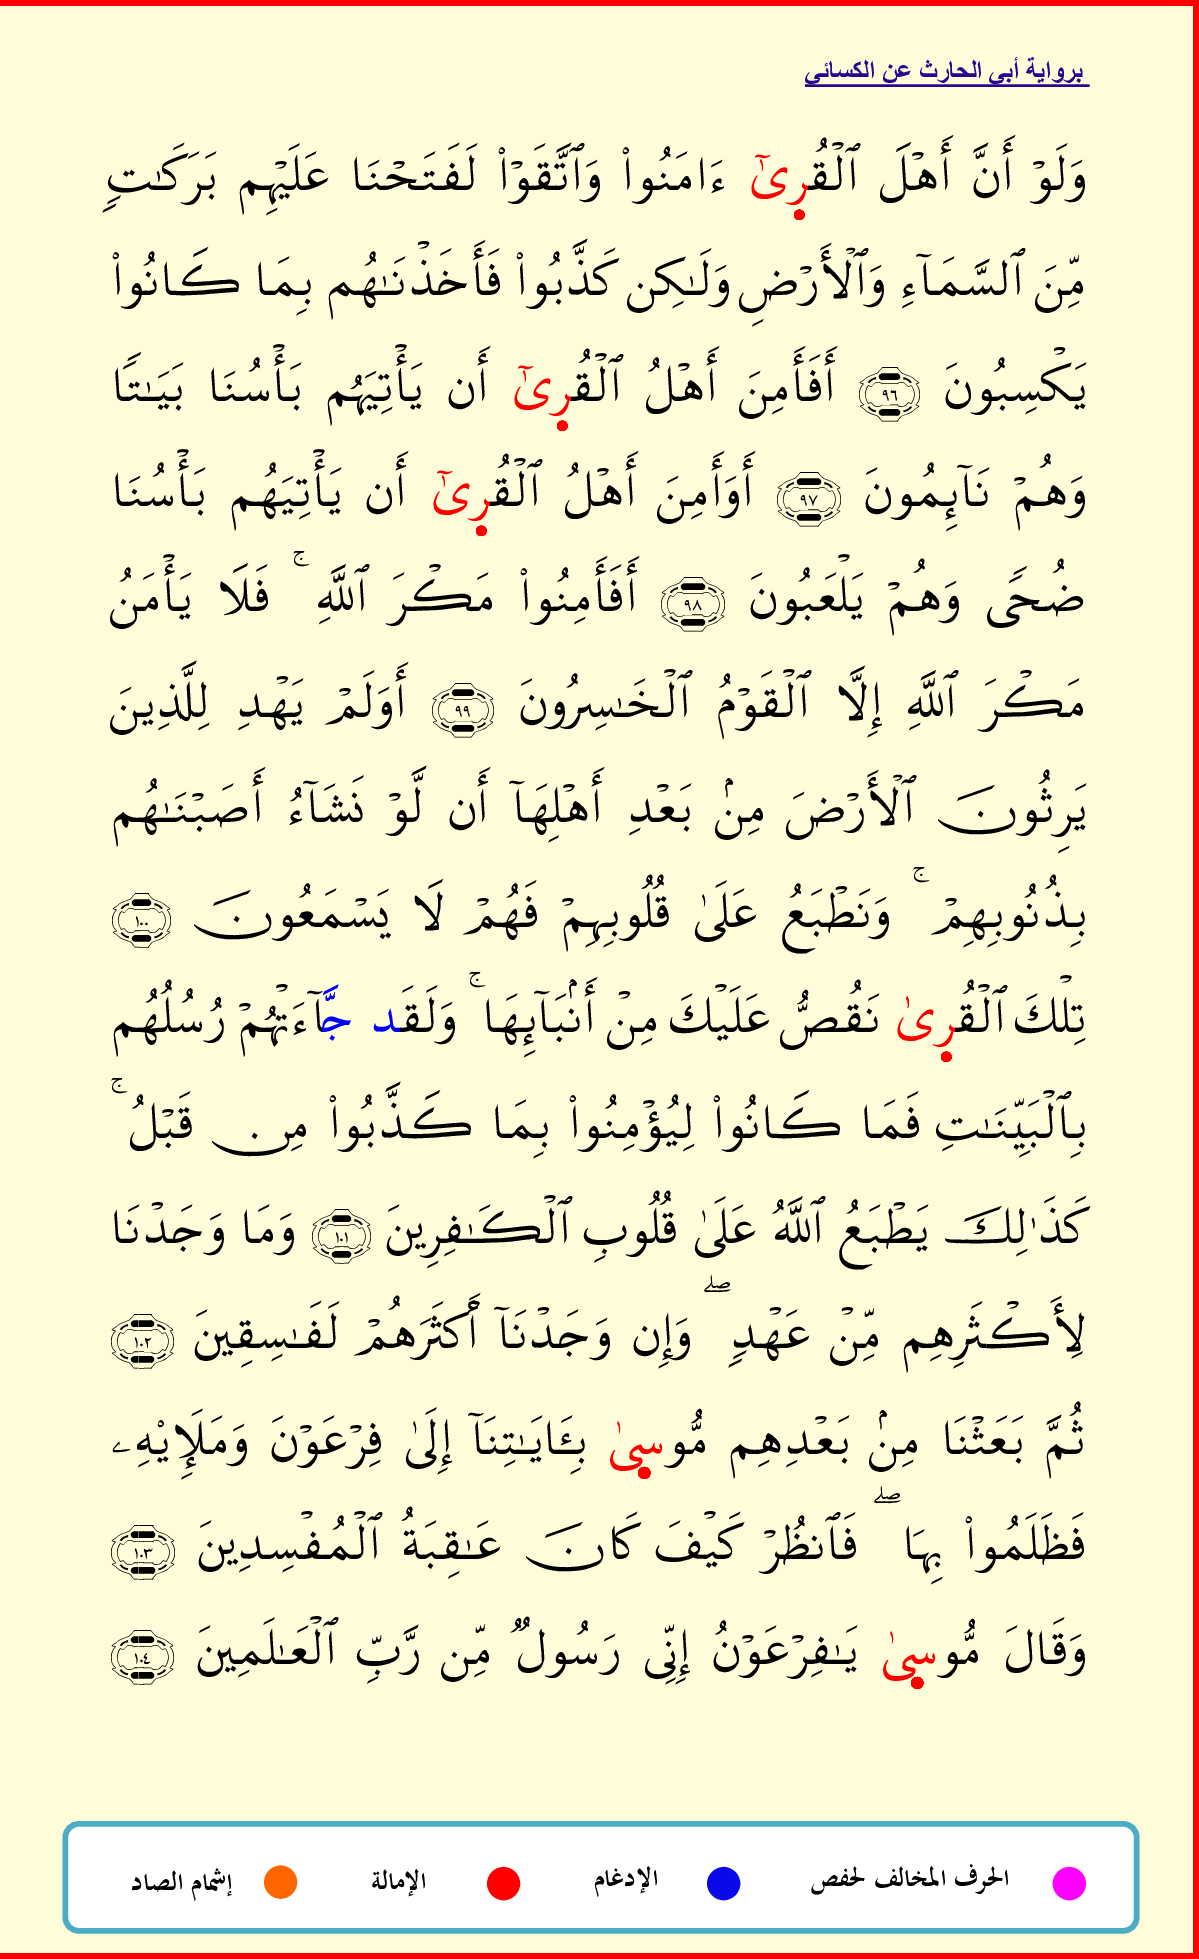 برواية أبي الحارث عن الكسائي
وَلَوۡ أَنَّ أَهۡلَ ٱلۡقُرِىٰٓ ءَامَنُواْ وَٱتَّقَوۡاْ لَفَتَحۡنَا عَلَيۡهِم بَرَكَٰتٖ
مِّنَ ٱلسَّمَآءِ وَٱلۡأَرۡضِ وَلَٰكِن كَذَّبُواْ فَأَخَذۡنَٰهُم بِمَا كَانُواْ
يَكۡسِبُونَ ٩٦ أَفَأَمِنَ أَهۡلُ ٱلۡقُرِىٰٓ أَن يَأۡتِيَهُم بَأۡسُنَا بَيَٰتٗا
وَهُمۡ نَآئِمُونَ ٩٧ أَوَأَمِنَ أَهۡلُ ٱلۡقُرِىٰٓ أَن يَأۡتِيَهُم بَأۡسُنَا
ضُحٗى وَهُمۡ يَلۡعَبُونَ ٩٨ أَفَأَمِنُواْ مَكۡرَ ٱللَّهِۚ فَلَا يَأۡمَنُ
مَكۡرَ ٱللَّهِ إِلَّا ٱلۡقَوۡمُ ٱلۡخَٰسِرُونَ ٩٩ أَوَلَمۡ يَهۡدِ لِلَّذِينَ
يَرِثُونَ ٱلۡأَرۡضَ مِنۢ بَعۡدِ أَهۡلِهَآ أَن لَّوۡ نَشَآءُ أَصَبۡنَٰهُم
بِذُنُوبِهِمۡۚ وَنَطۡبَعُ عَلَىٰ قُلُوبِهِمۡ فَهُمۡ لَا يَسۡمَعُونَ ١٠٠
تِلۡكَ ٱلۡقُرِىٰ نَقُصُّ عَلَيۡكَ مِنۡ أَنۢبَآئِهَاۚ وَلَقَد جَّآءَتۡهُمۡ رُسُلُهُم
بِٱلۡبَيِّنَٰتِ فَمَا كَانُواْ لِيُؤۡمِنُواْ بِمَا كَذَّبُواْ مِن قَبۡلُۚ
كَذَٰلِكَ يَطۡبَعُ ٱللَّهُ عَلَىٰ قُلُوبِ ٱلۡكَٰفِرِينَ ١٠١ وَمَا وَجَدۡنَا
لِأَكۡثَرِهِم مِّنۡ عَهۡدٖۖ وَإِن وَجَدۡنَآ أَكۡثَرَهُمۡ لَفَٰسِقِينَ ١٠٢
ثُمَّ بَعَثۡنَا مِنۢ بَعۡدِهِم مُّوسِىٰ بِـَٔايَٰتِنَآ إِلَىٰ فِرۡعَوۡنَ وَمَلَإِيْهِۦ
فَظَلَمُواْ بِهَاۖ فَٱنظُرۡ كَيۡفَ كَانَ عَٰقِبَةُ ٱلۡمُفۡسِدِينَ ١٠٣
وَقَالَ مُّوسِىٰ يَٰفِرۡعَوۡنُ إِنِّي رَسُولٞ مِّن رَّبِّ ٱلۡعَٰلَمِينَ ١٠٤
الحرف المخالف لحفص الإدغام الإمالة إشمام الصاد